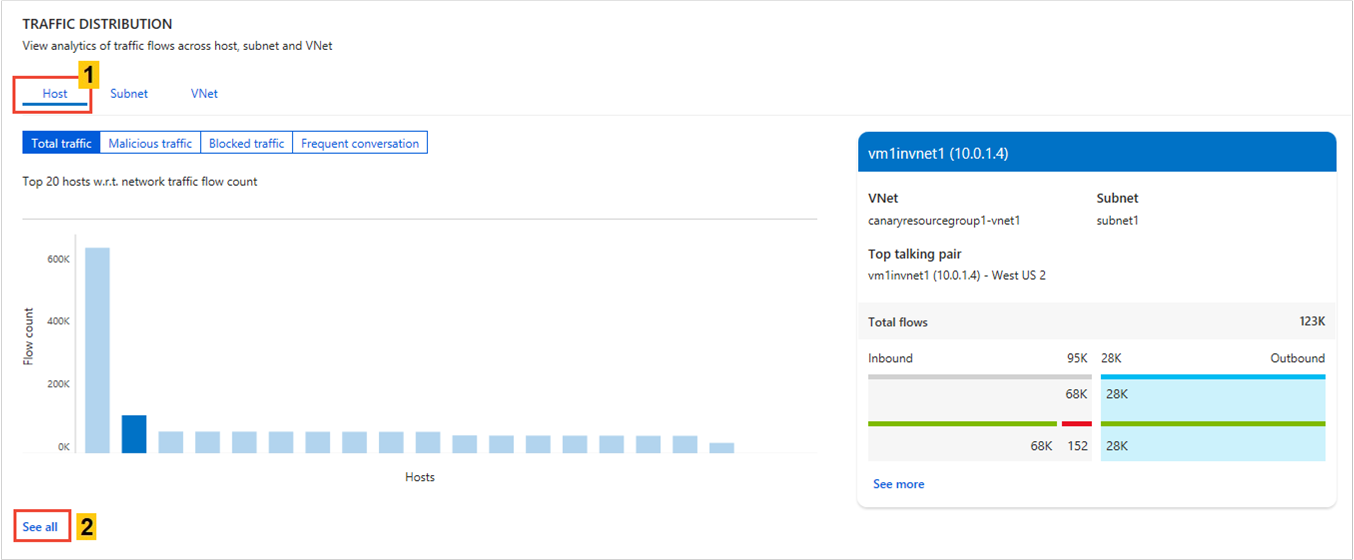 TRAFFIC DISTRIBUTION
View analytics of traffic flows across host, subnet and VNet
1
Host Subnet VNet
Total traffic Malicious traffic Blocked traffic Frequent conversation
Top 20 hosts w.r.t. network traffic flow count
Flow count
600K
400K
200K
0K
Hosts
See all 2
vm1invnet1 (10.0.1.4)
VNet Subnet
canaryresourcegroup1-vnet1 subnet1
Top talking pair
vm1invnet1 (10.0.1.4) - West US 2
Total flows 123K
Inbound 95K 28K Outbound
68K 28K
68K 152 28K
See more